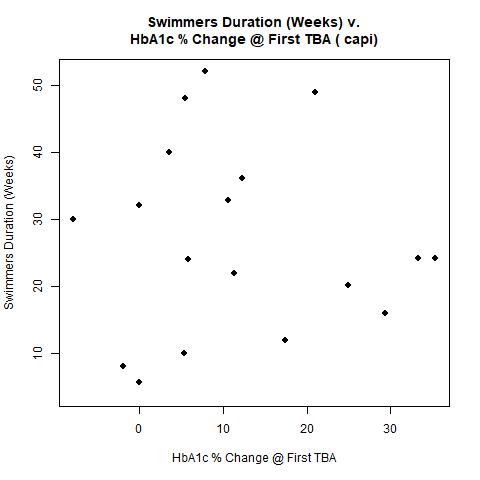 Swimmers Duration (Weeks) v.
HbA1c % Change @ First TBA ( capi)
Swimmers Duration (Weeks)
50
40
30
20
10
0 10 20 30
HbA1c % Change @ First TBA